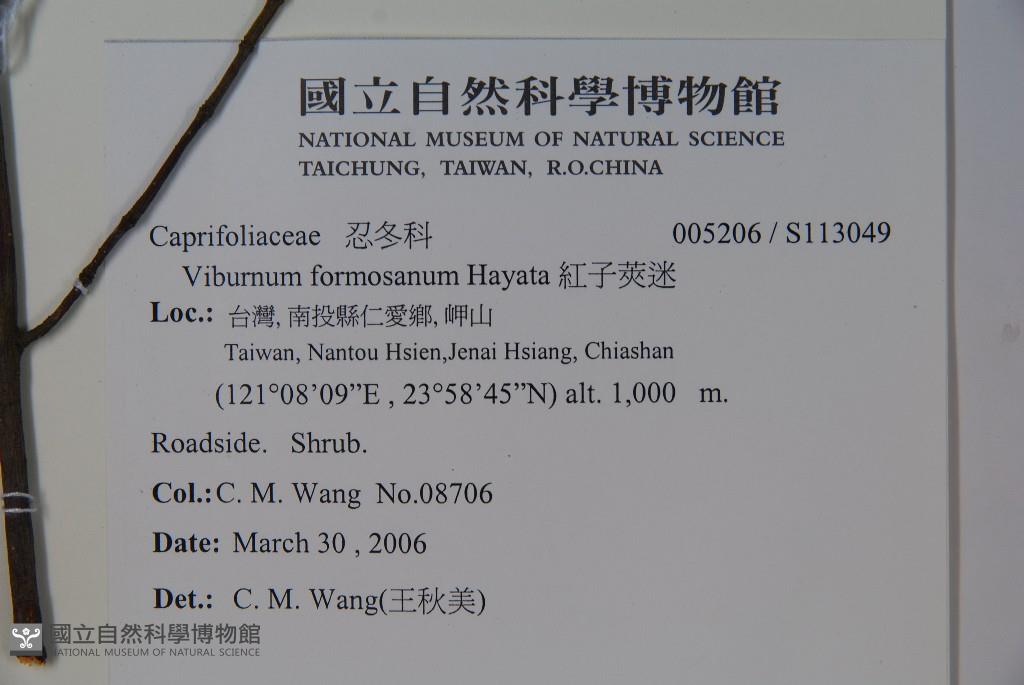 國立自然科學博物館
NATIONAL MUSEUM OF NATURAL SCIENCE
TAICHUNG, TAIWAN, R.O.CHINA
Caprifoliaceae 忍冬科 005206 / S113049
Viburnum formosanum Hayata 紅子莢迷
Loc.: 台灣, 南投縣仁愛鄉, 岬山
Taiwan, Nantou Hsien,Jenai Hsiang, Chiashan
(121°08’09”E , 23°58’45”N) alt. 1,000 m.
Roadside. Shrub.
Col.:C. M. Wang No.08706
Date: March 30 , 2006
Det.: C. M. Wang(王秋美)
國立自然科學博物館
NATIONAL MUSEUM OF NATURAL SCIENCE